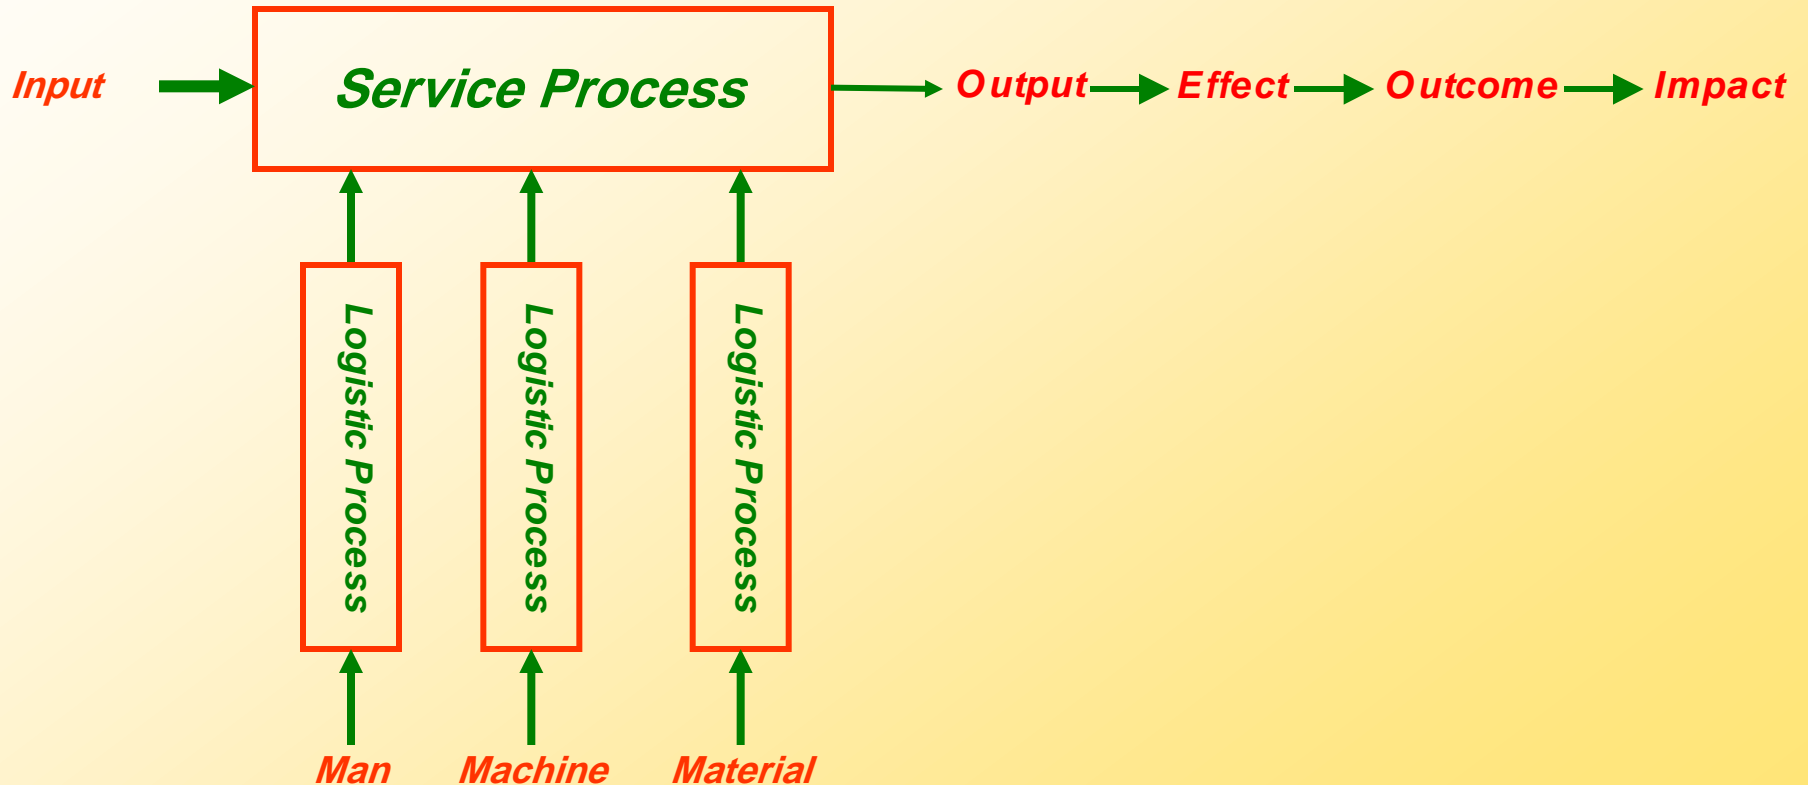 Input
Service Process
Output
Effect
Outcome
Impact
Logistic Process
Logistic Process
Logistic Process
Man
Machine
Material